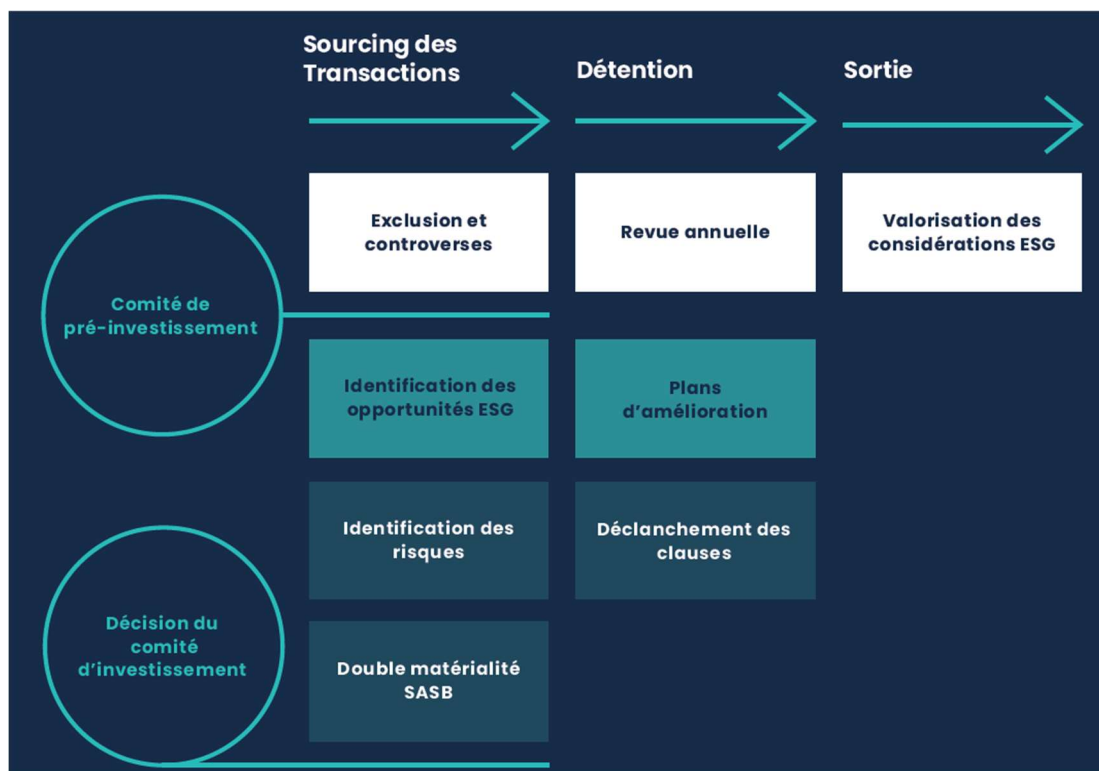 Sourcing des
Transactions
Détention
Sortie
Exclusion et
controverses
Revue annuelle
Valorisation des
considérations ESG
Comité de
pré-investissement
Identification des
opportunités ESG
Plans
d’amélioration
Identification des
risques
Déclanchement des
clauses
Décision du
comité
d’investissement
Double matérialité
SASB